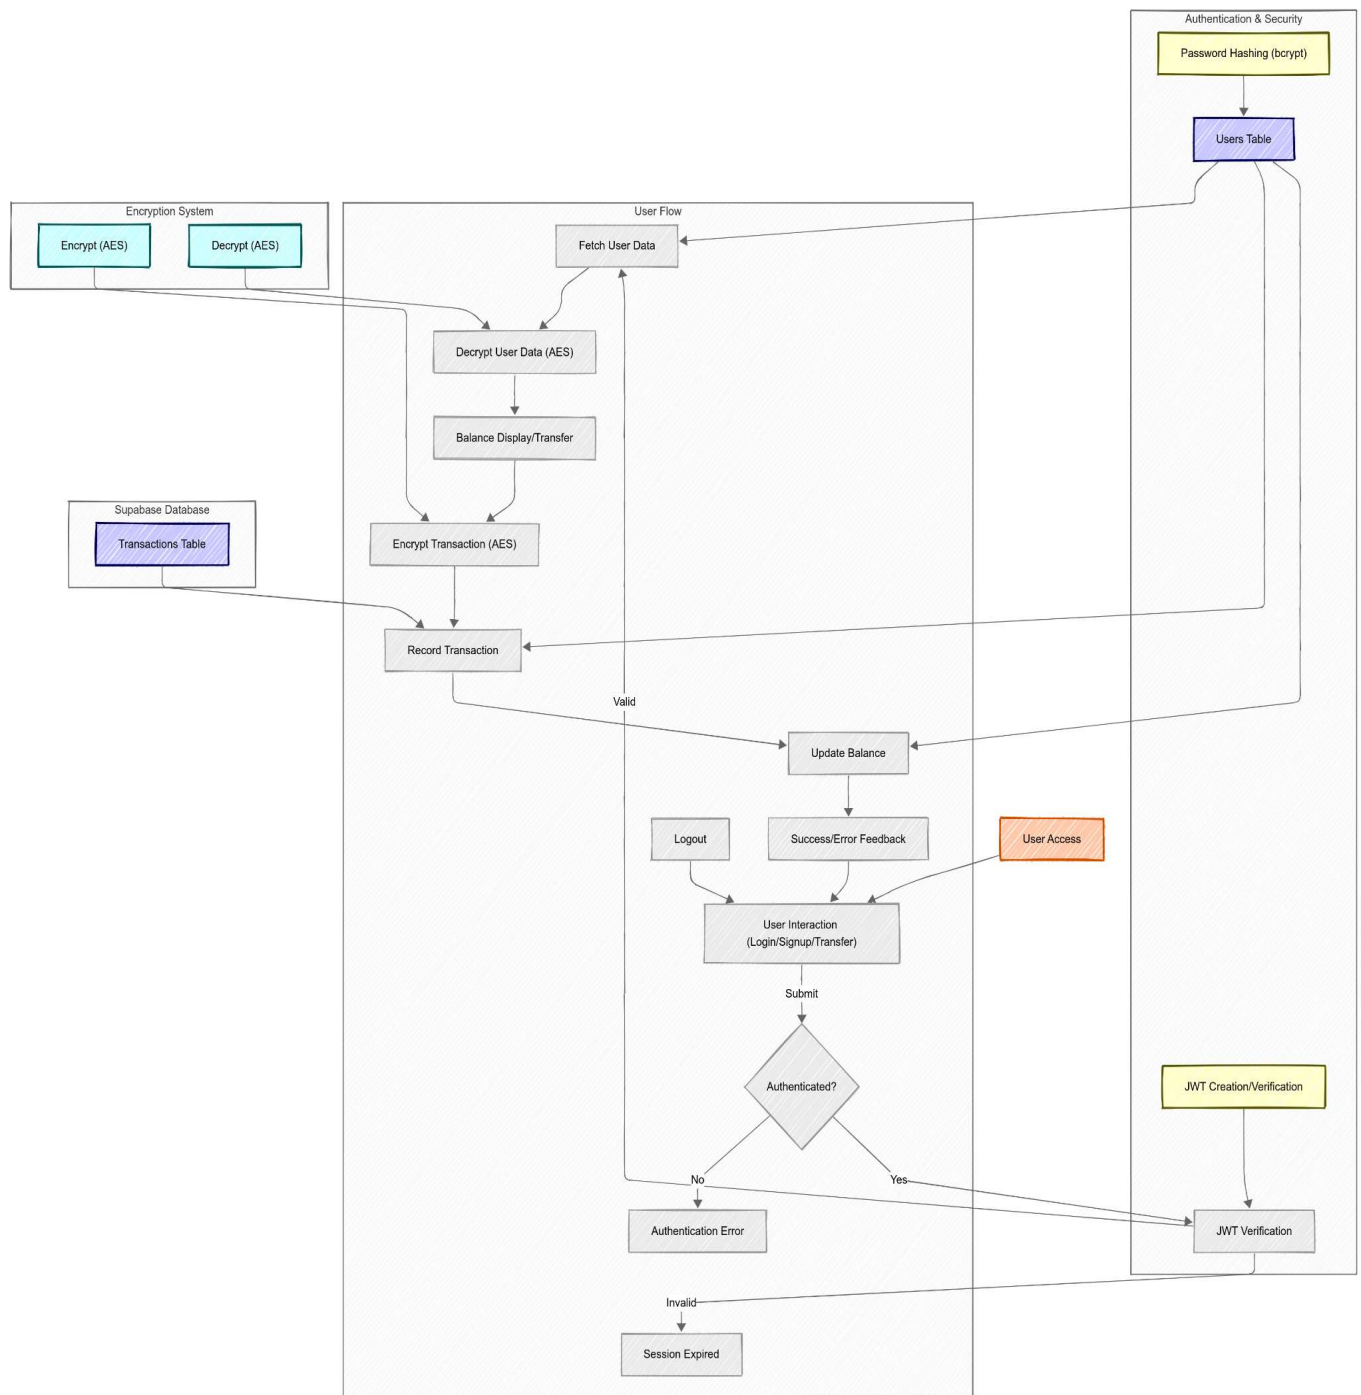 Authentication & Security
Password Hashing (bcrypt)
Users Table
Encryption System
User Flow
Encrypt (AES)
Decrypt (AES)
Fetch User Data
Decrypt User Data (AES)
Balance Display/Transfer
Supabase Database
Transactions Table
Encrypt Transaction (AES)
Record Transaction
Valid
Update Balance
Logout
Success/Error Feedback
User Access
User Interaction
(Login/Signup/Transfer)
Submit
Authenticated?
JWT Creation/Verification
No
Yes
Authentication Error
JWT Verification
Invalid
Session Expired